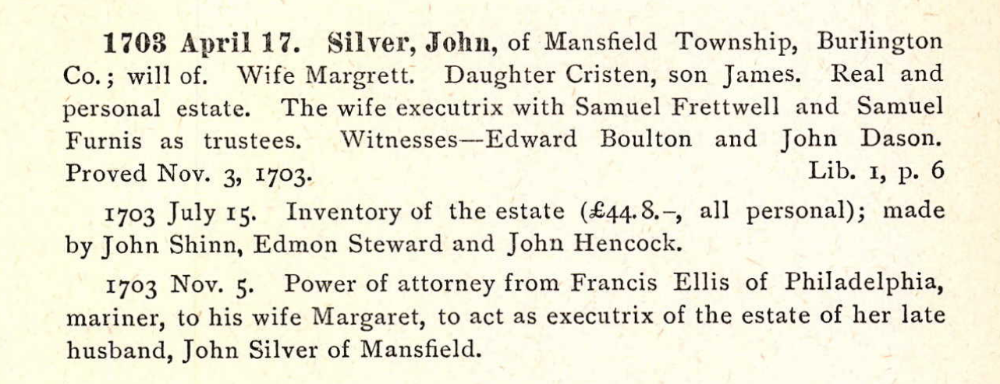 1703 April 17. Silver, John, of Mansfield Township, Burlington
Co.; will of. Wife Margrett. Daughter Cristen, son James. Real and
personal estate. The wife executrix with Samuel Frettwell and Samuel
Furnis as trustees. Witnesses—Edward Boulton and John Dason.
Proved Nov. 3, 1703. Lib. 1, p. 6
1703 July 15. Inventory of the estate (£44.8.–, all personal); made
by John Shinn, Edmon Steward and John Hencock.
1703 Nov. 5. Power of attorney from Francis Ellis of Philadelphia,
mariner, to his wife Margaret, to act as executrix of the estate of her late
husband, John Silver of Mansfield.